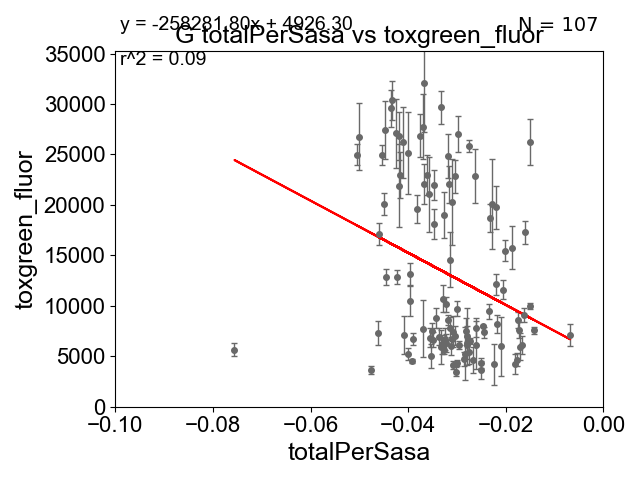 y = -258281.80x + 4926.30
N = 107
G totalPerSasa vs toxgreen_fluor
r^2 = 0.09
35000
30000
25000
20000
15000
10000
5000
0
toxgreen_fluor
−0.10 −0.08 −0.06 −0.04 −0.02 0.00
totalPerSasa